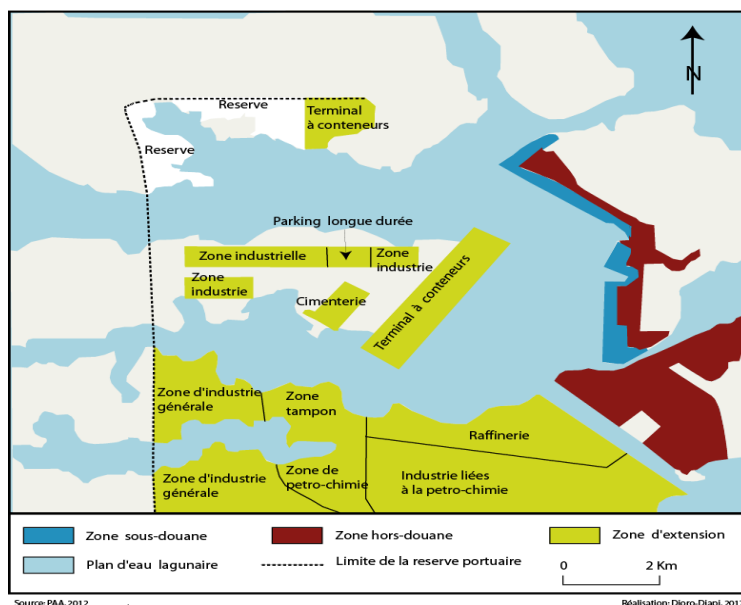 N
Reserve
Terminal
à conteneurs
Reserve
Parking longue durée
Zone industrielle
Zone
industrie
Zone
industrie
Cimenterie
Terminal à conteneurs
Zone d'industrie
générale
Zone
tampon
Raffinerie
Zone d'industrie
générale
Zone de
petro-chimie
Industrie liées
à la petro-chimie
Zone sous-douane
Zone hors-douane
Zone d'extension
Plan d'eau lagunaire
Limite de la reserve portuaire
0 2 Km
Source: PAA, 2012
Réalisation: